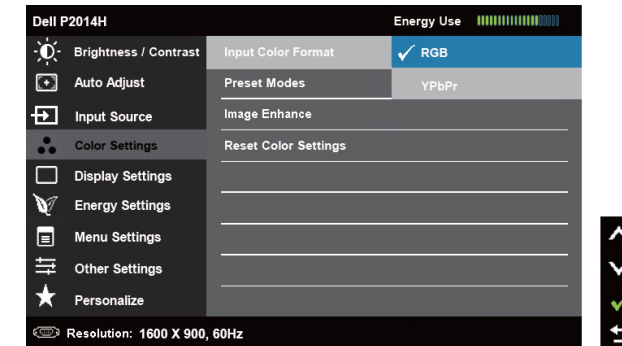 Dell P2014H Energy Use
Brightness / Contrast Input Color Format RGB
Auto Adjust Preset Modes YPbPr
Input Source Image Enhance
Color Settings Reset Color Settings
Display Settings
Energy Settings
Menu Settings
Other Settings
Personalize
Resolution: 1600 X 900, 60Hz